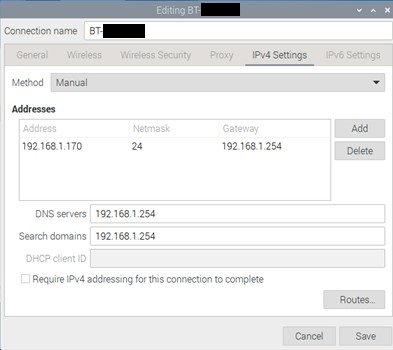 Editing BT-
Connection name BT-
General Wireless Wireless Security Proxy IPv4 Settings IPv6 Settings
Method Manual
Addresses
Address Netmask Gateway Add
192.168.1.170 24 192.168.1.254
Delete
DNS servers 192.168.1.254
Search domains 192.168.1.254
DHCP client ID
Require IPv4 addressing for this connection to complete
Routes...
Cancel Save